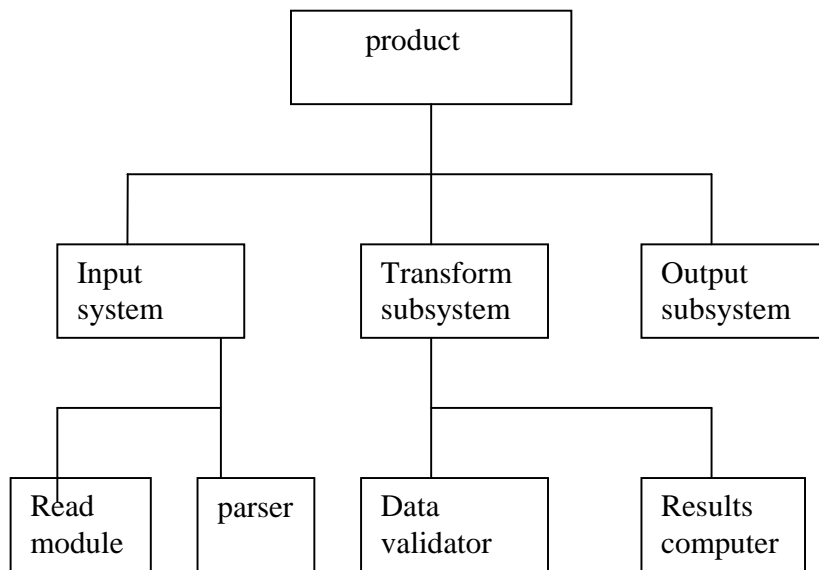 product
Input
system
Transform
subsystem
Output
subsystem
Read
module
parser
Data
validator
Results
computer